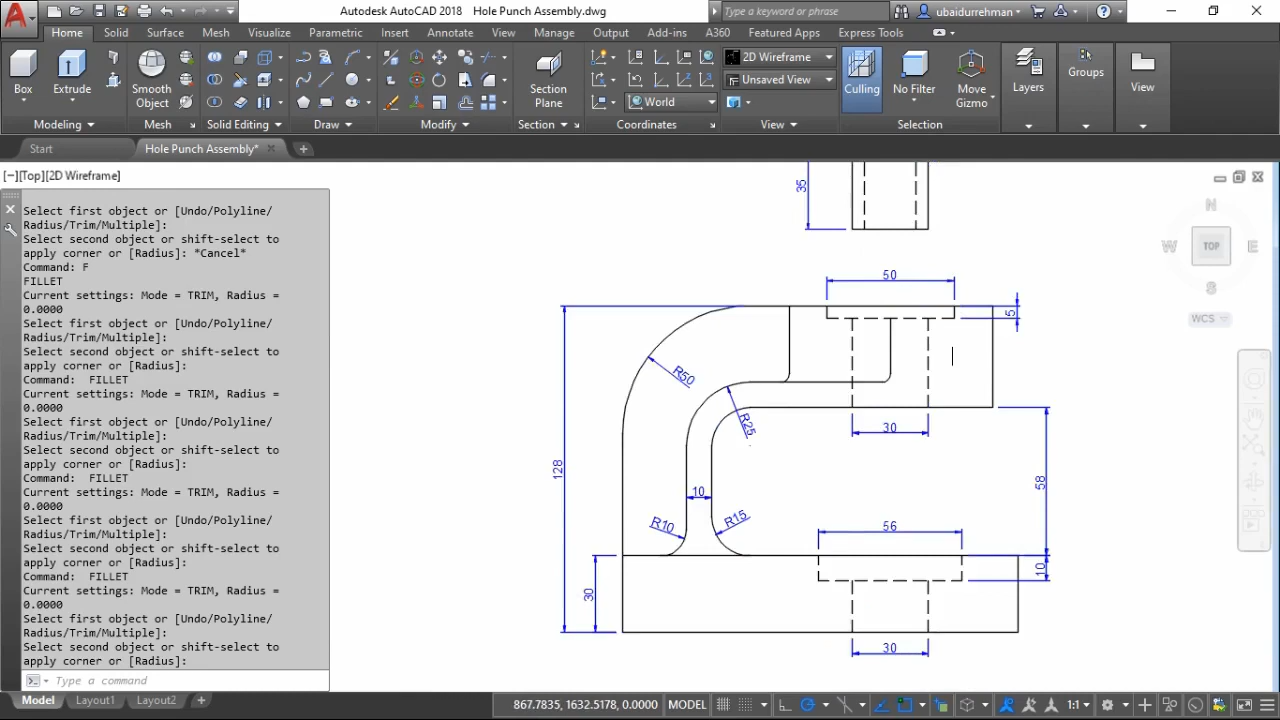 Autodesk AutoCAD 2018 Hole Punch Assembly.dwg
Type a keyword or phrase
ubaidurrehman
Home Solid Surface Mesh Visualize Parametric Insert Annotate View Manage Output Add-ins A360 Featured Apps Express Tools
Box
Extrude
Smooth
Object
Section
Plane
World
2D Wireframe
Unsaved View
Culling
No Filter
Move
Gizmo
Layers
Groups
View
Modeling
Mesh
Solid Editing
Draw
Modify
Section
Coordinates
View
Selection
Start
Hole Punch Assembly*
[−][Top][2D Wireframe]
Select first object or [Undo/Polyline/
Radius/Trim/Multiple]:
Select second object or shift-select to
apply corner or [Radius]: *Cancel*
Command: F
FILLET
Current settings: Mode = TRIM, Radius =
0.0000
Select first object or [Undo/Polyline/
Radius/Trim/Multiple]:
Select second object or shift-select to
apply corner or [Radius]:
Command: FILLET
Current settings: Mode = TRIM, Radius =
0.0000
Select first object or [Undo/Polyline/
Radius/Trim/Multiple]:
Select second object or shift-select to
apply corner or [Radius]:
Command: FILLET
Current settings: Mode = TRIM, Radius =
0.0000
Select first object or [Undo/Polyline/
Radius/Trim/Multiple]:
Select second object or shift-select to
apply corner or [Radius]:
Command: FILLET
Current settings: Mode = TRIM, Radius =
0.0000
Select first object or [Undo/Polyline/
Radius/Trim/Multiple]:
Select second object or shift-select to
apply corner or [Radius]:
Type a command
35
50
5
R50
R25
30
128
10
58
R10
R15
56
10
30
30
N
W
TOP
E
S
WCS
Model Layout1 Layout2
867.7835, 1632.5178, 0.0000 MODEL
1:1